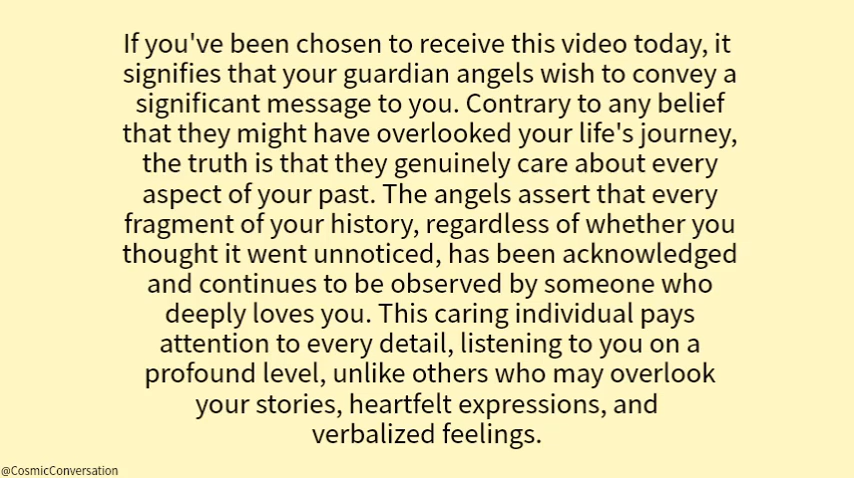 If you've been chosen to receive this video today, it
signifies that your guardian angels wish to convey a
significant message to you. Contrary to any belief
that they might have overlooked your life's journey,
the truth is that they genuinely care about every
aspect of your past. The angels assert that every
fragment of your history, regardless of whether you
thought it went unnoticed, has been acknowledged
and continues to be observed by someone who
deeply loves you. This caring individual pays
attention to every detail, listening to you on a
profound level, unlike others who may overlook
your stories, heartfelt expressions, and
verbalized feelings.
@CosmicConversation